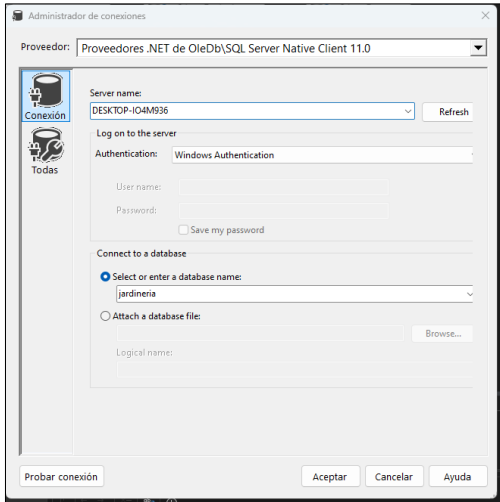 Administrador de conexiones
Proveedor: Proveedores .NET de OleDb\SQL Server Native Client 11.0
Conexión
Todas
Server name:
DESKTOP-IO4M936
Refresh
Log on to the server
Authentication: Windows Authentication
User name:
Password:
Save my password
Connect to a database
Select or enter a database name:
jardineria
Attach a database file:
Browse...
Logical name:
Probar conexión
Aceptar
Cancelar
Ayuda